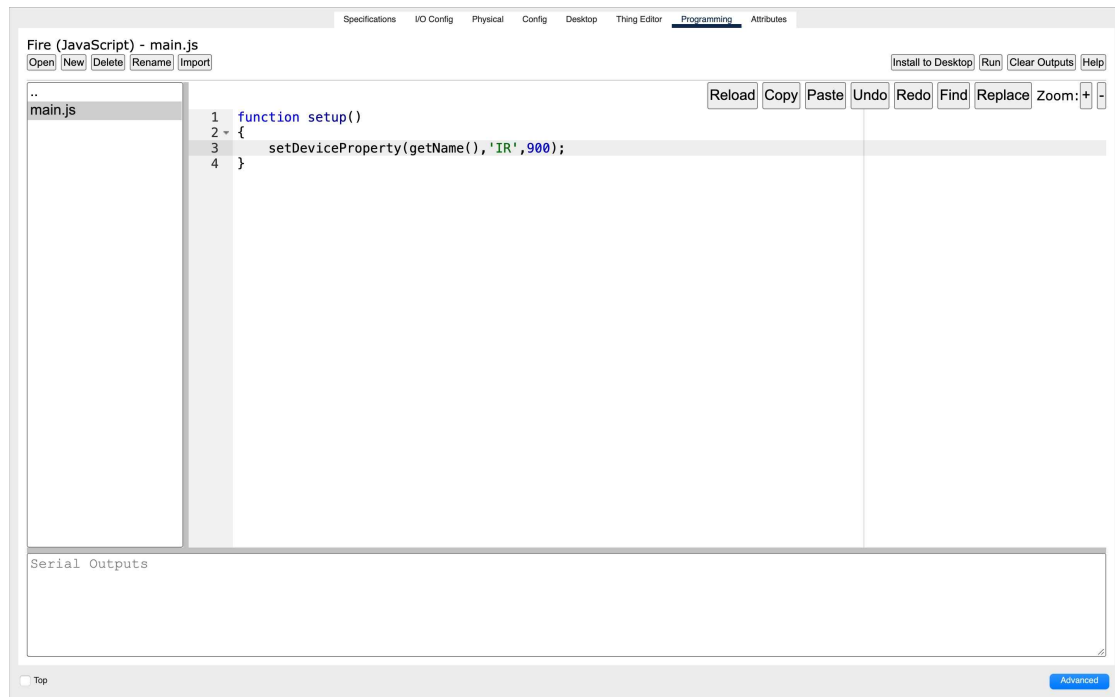 Specifications I/O Config Physical Config Desktop Thing Editor Programming Attributes
Fire (JavaScript) - main.js
Open New Delete Rename Import Install to Desktop Run Clear Outputs Help
.. Reload Copy Paste Undo Redo Find Replace Zoom: + -
main.js
1 function setup()
2 {
3     setDeviceProperty(getName(),'IR',900);
4 }
Serial Outputs
Top Advanced